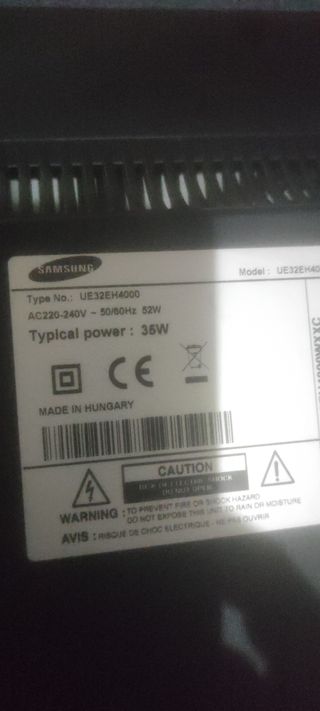 SAMSUNG
Model : UE32EH40
Type No.: UE32EH4000
AC220-240V ~ 50/60Hz 52W
Typical power : 35W
CE
MADE IN HUNGARY
CAUTION
RISK OF ELECTRIC SHOCK
DO NOT OPEN
WARNING : TO PREVENT FIRE OR SHOCK HAZARD
DO NOT EXPOSE THIS UNIT TO RAIN OR MOISTURE
AVIS : RISQUE DE CHOC ELECTRIQUE - NE PAS OUVRIR